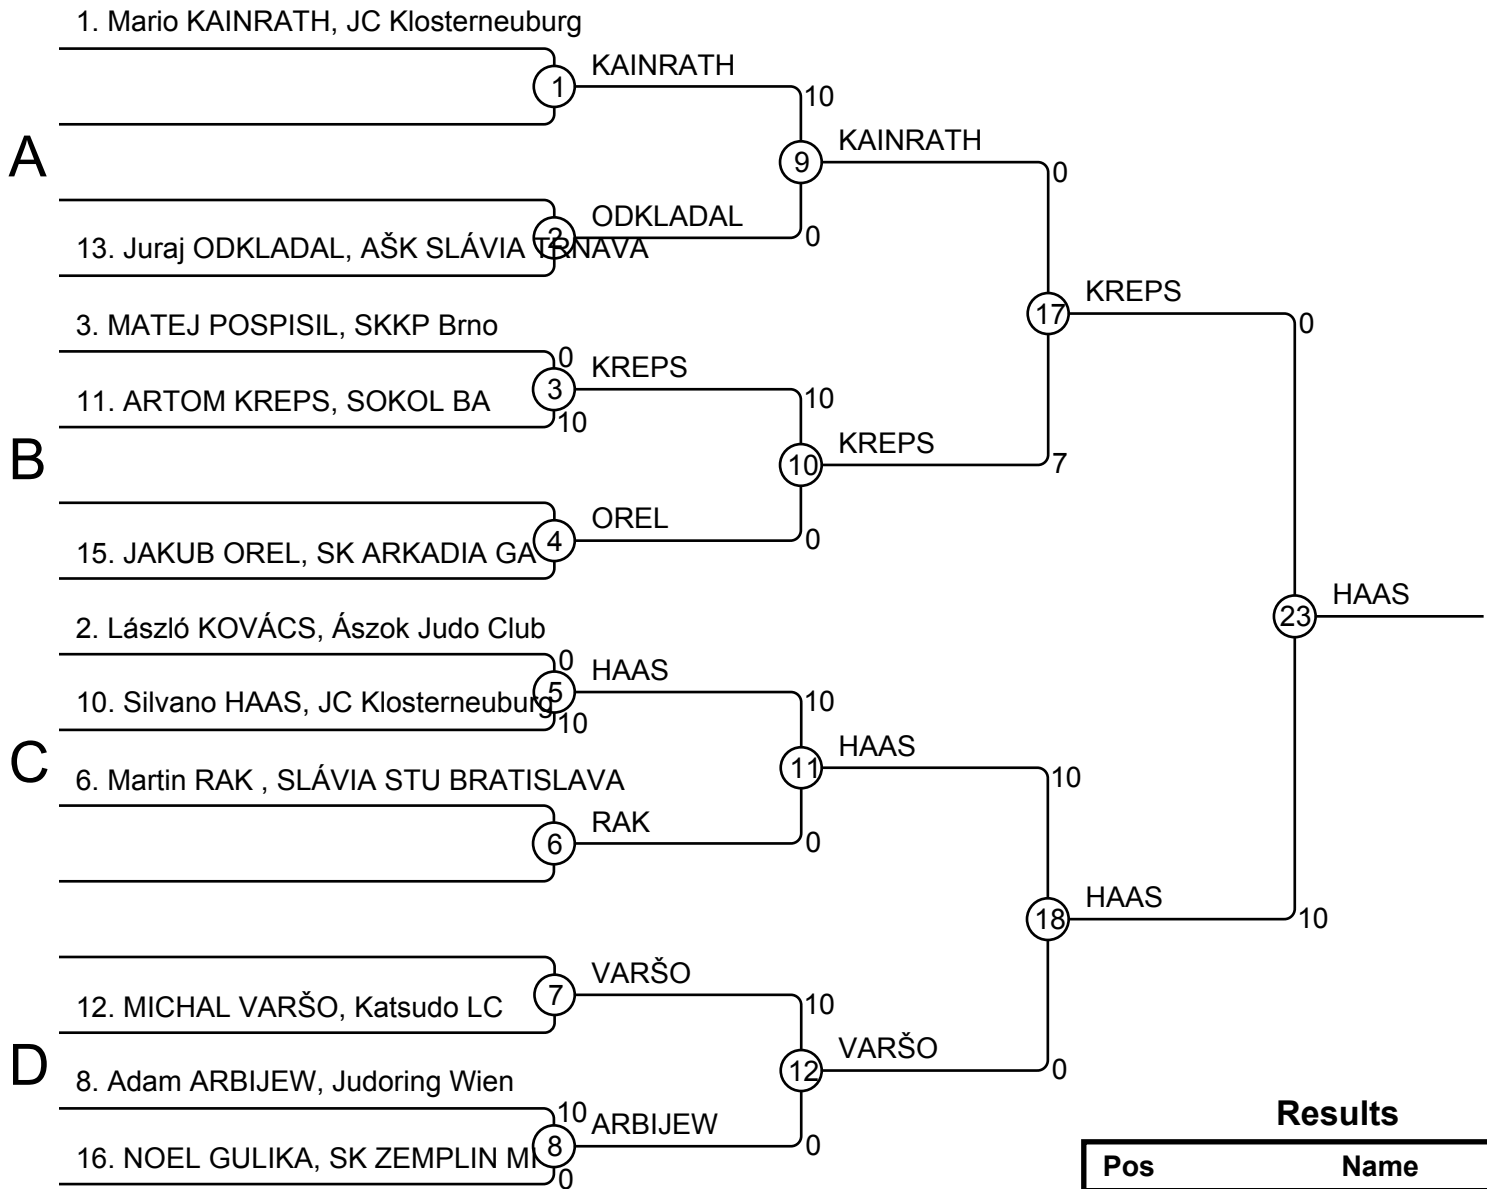 1. Mario KAINRATH, JC Klosterneuburg
KAINRATH
1
10
A
9
KAINRATH
0
ODKLADAL
2
0
13. Juraj ODKLADAL, AŠK SLÁVIA TRNAVA
17
KREPS
0
3. MATEJ POSPISIL, SKKP Brno
0
KREPS
3
10
11. ARTOM KREPS, SOKOL BA
10
B
10
KREPS
7
OREL
4
0
15. JAKUB OREL, SK ARKADIA GA
23
HAAS
2. László KOVÁCS, Ászok Judo Club
0
HAAS
5
10
10. Silvano HAAS, JC Klosterneuburg
10
C
11
HAAS
10
6. Martin RAK , SLÁVIA STU BRATISLAVA
RAK
6
0
18
HAAS
10
VARŠO
7
10
12. MICHAL VARŠO, Katsudo LC
D
12
VARŠO
0
8. Adam ARBIJEW, Judoring Wien
10
ARBIJEW
8
0
16. NOEL GULIKA, SK ZEMPLIN MI
0
Results
Pos Name